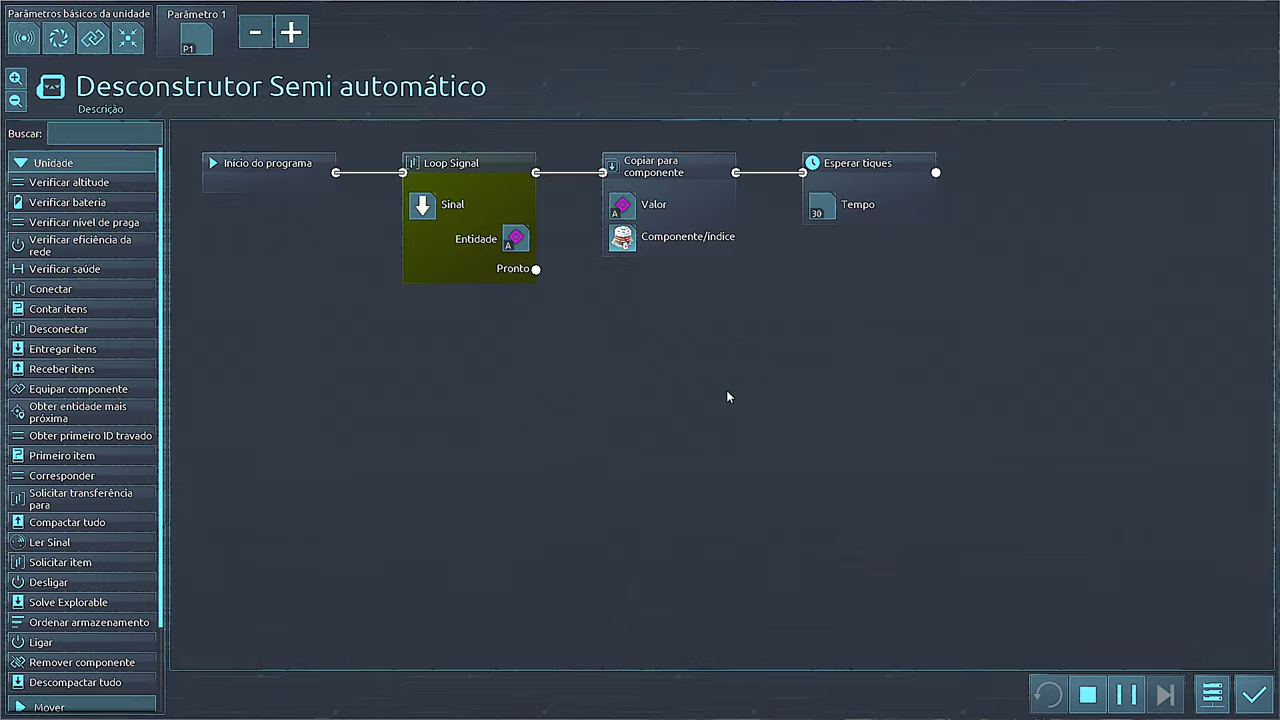 Parâmetros básicos da unidade
Parâmetro 1
P1
-
+
Desconstrutor Semi automático
Descrição
Buscar:
Unidade
Verificar altitude
Verificar bateria
Verificar nível de praga
Verificar eficiência da
rede
Verificar saúde
Conectar
Contar itens
Desconectar
Entregar itens
Receber itens
Equipar componente
Obter entidade mais
próxima
Obter primeiro ID travado
Primeiro item
Corresponder
Solicitar transferência
para
Compactar tudo
Ler Sinal
Solicitar item
Desligar
Solve Explorable
Ordenar armazenamento
Ligar
Remover componente
Descompactar tudo
Mover
Início do programa
Loop Signal
Sinal
Entidade
A
Pronto
Copiar para
componente
A
Valor
Componente/índice
Esperar tiques
30
Tempo